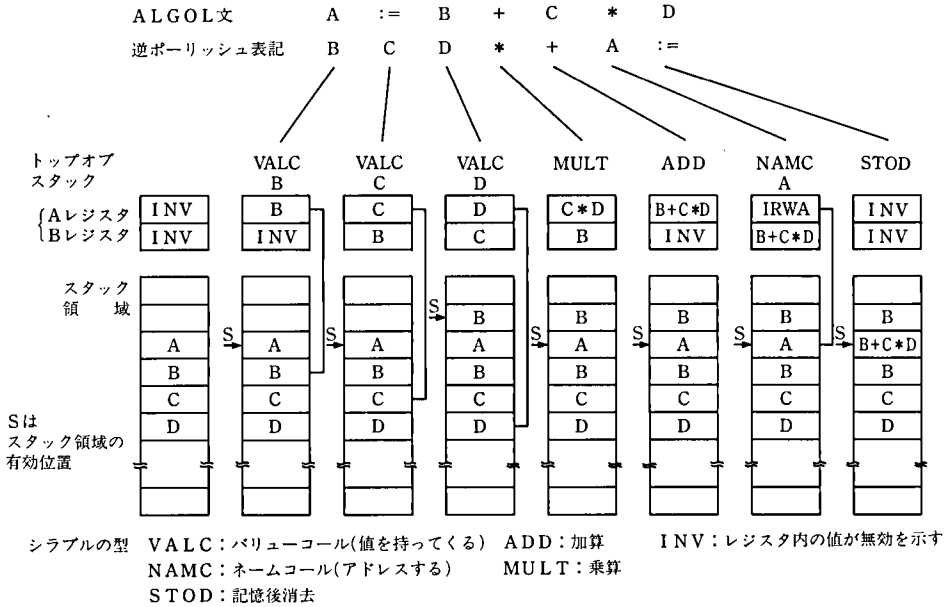 ALGOL文 A := B + C * D
逆ポーリッシュ表記 B C D * + A :=
トップオブ VALC VALC VALC MULT ADD NAMC STOD
スタック B C D A
Aレジスタ INV B C D C*D B+C*D IRWA INV
Bレジスタ INV INV B C B INV B+C*D INV
スタック
領域 S B B B B B
A S A S A A S A S A S A S B+C*D
B B B B B B B B
C C C C C C C C
Sは D D D D D D D D
スタック領域の
有効位置
シラブルの型 VALC:バリューコール(値を持ってくる) ADD:加算 INV:レジスタ内の値が無効を示す
NAMC:ネームコール(アドレスする) MULT:乗算
STOD:記憶後消去